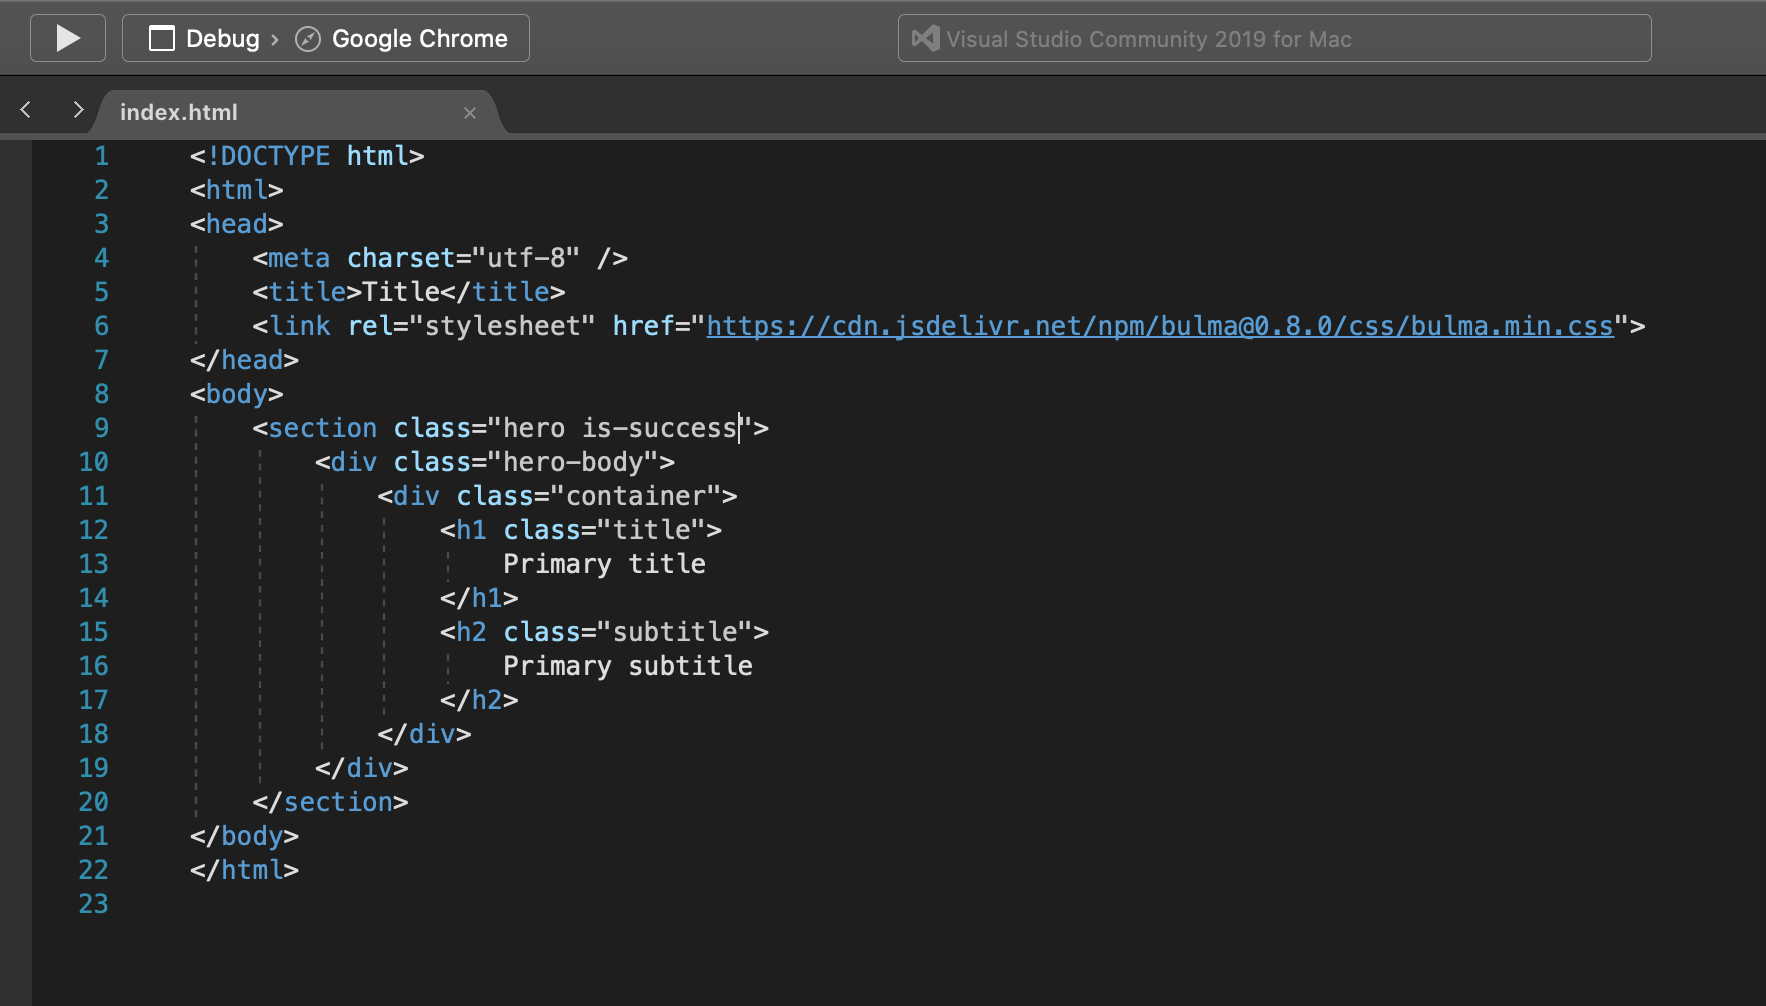 Debug › Google Chrome
Visual Studio Community 2019 for Mac
index.html
1 <!DOCTYPE html>
2 <html>
3 <head>
4     <meta charset="utf-8" />
5     <title>Title</title>
6     <link rel="stylesheet" href="https://cdn.jsdelivr.net/npm/bulma@0.8.0/css/bulma.min.css">
7 </head>
8 <body>
9     <section class="hero is-success">
10         <div class="hero-body">
11             <div class="container">
12                 <h1 class="title">
13                     Primary title
14                 </h1>
15                 <h2 class="subtitle">
16                     Primary subtitle
17                 </h2>
18             </div>
19         </div>
20     </section>
21 </body>
22 </html>
23